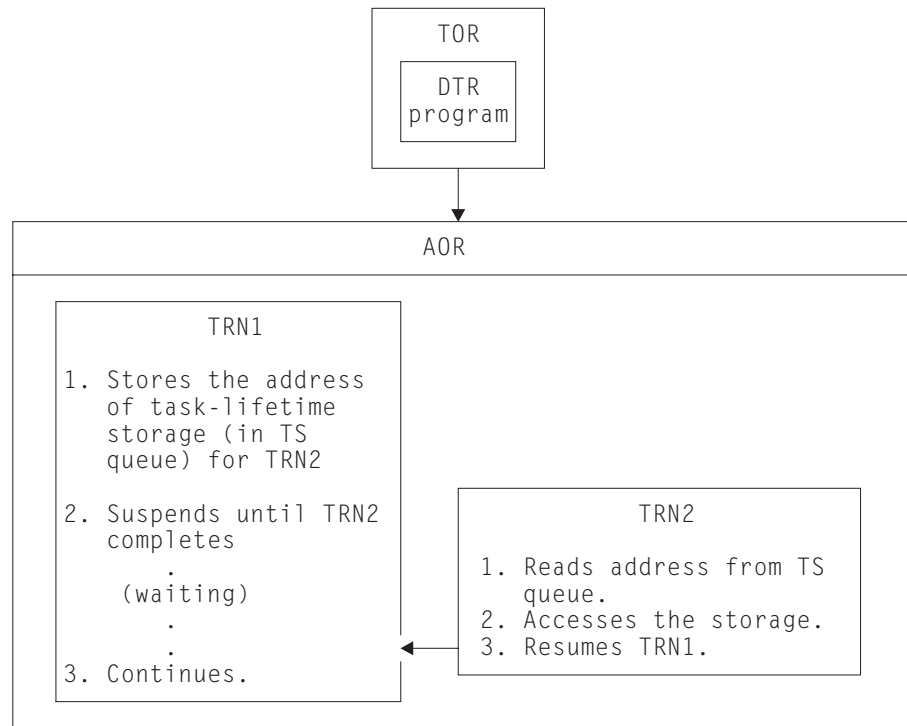 TOR
DTR
program
AOR
TRN1
1. Stores the address
of task-lifetime
storage (in TS
queue) for TRN2
2. Suspends until TRN2
completes
.
(waiting)
.
.
3. Continues.
TRN2
1. Reads address from TS
queue.
2. Accesses the storage.
3. Resumes TRN1.